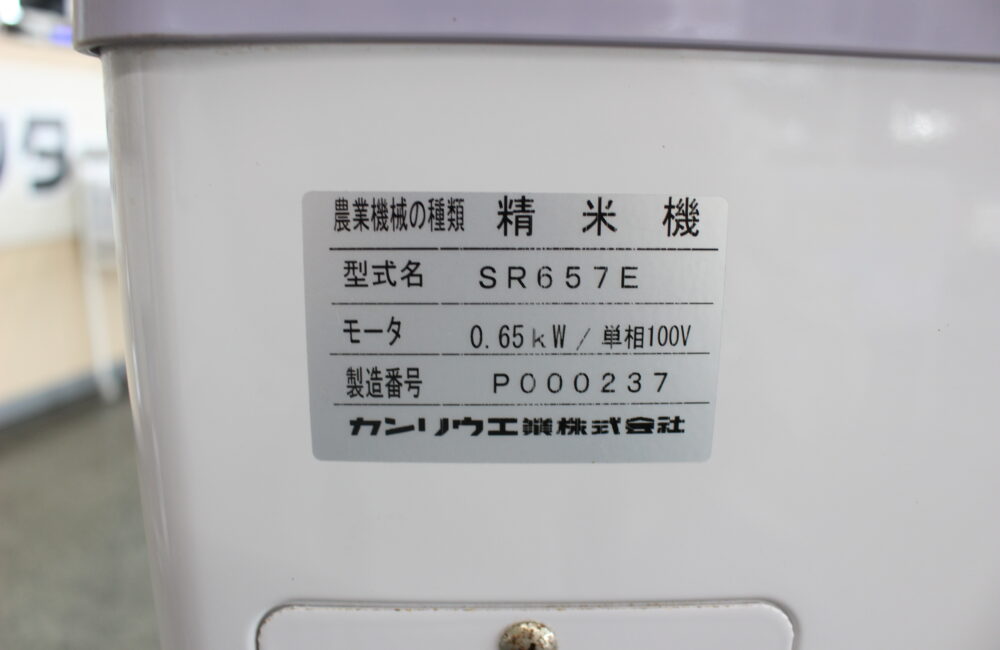 農業機械の種類 精米機
型式名 SR657E
モータ 0.65kW / 単相100V
製造番号 P000237
カンリウ工業株式会社